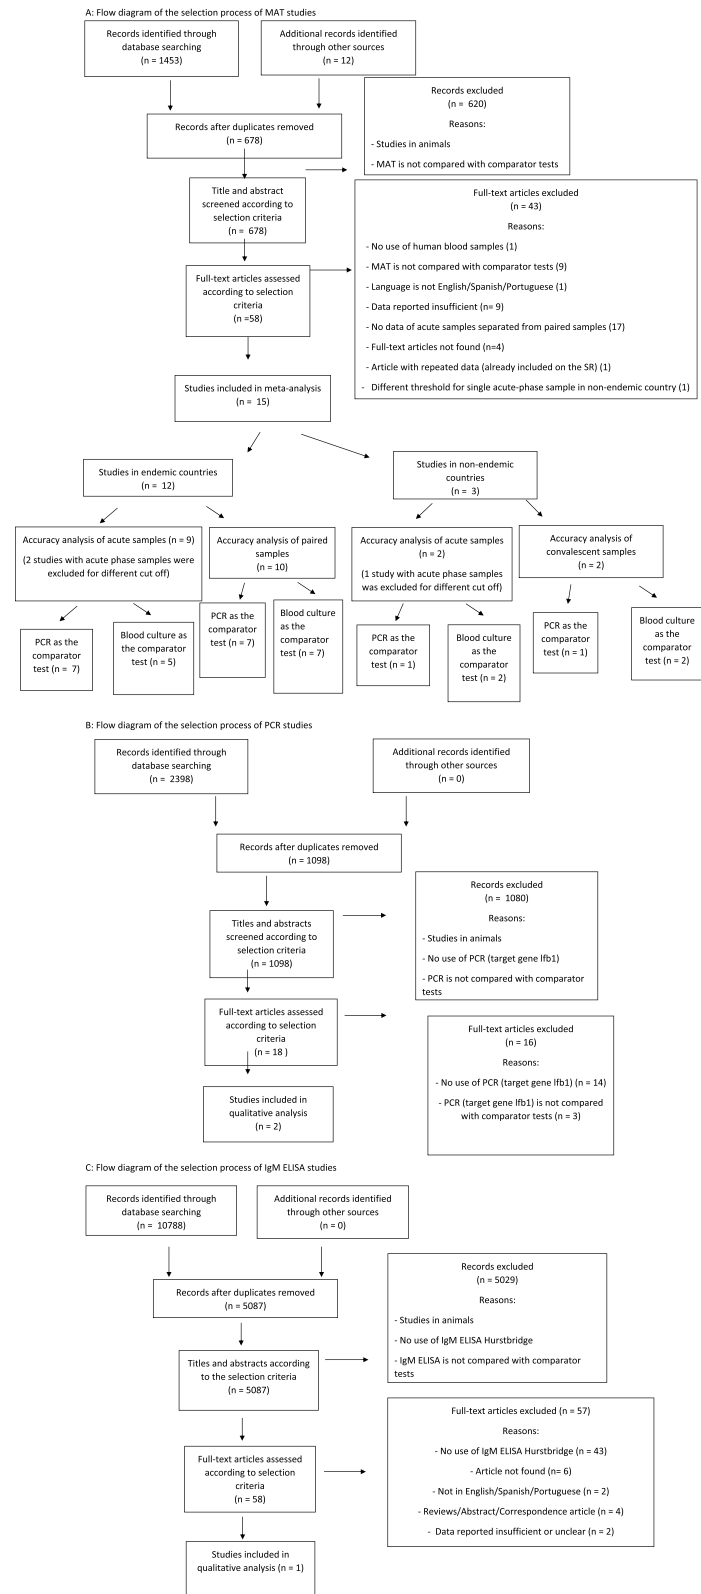 A: Flow diagram of the selection process of MAT studies
Records identified through
database searching
(n = 1453)
Additional records identified
through other sources
(n = 12)
Records excluded
(n = 620)
Reasons:
- Studies in animals
- MAT is not compared with comparator tests
Records after duplicates removed
(n = 678)
Title and abstract
screened according to
selection criteria
(n = 678)
Full-text articles excluded
(n = 43)
Reasons:
- No use of human blood samples (1)
- MAT is not compared with comparator tests (9)
- Language is not English/Spanish/Portuguese (1)
- Data reported insufficient (n= 9)
- No data of acute samples separated from paired samples (17)
- Full-text articles not found (n=4)
- Article with repeated data (already included on the SR) (1)
- Different threshold for single acute-phase sample in non-endemic country (1)
Full-text articles assessed
according to selection
criteria
(n =58)
Studies included in meta-analysis
(n = 15)
Studies in endemic countries
(n = 12)
Studies in non-endemic
countries
(n = 3)
Accuracy analysis of acute samples (n = 9)
(2 studies with acute phase samples were
excluded for different cut off)
Accuracy analysis of paired
samples
(n = 10)
Accuracy analysis of acute samples
(n = 2)
(1 study with acute phase samples
was excluded for different cut off)
Accuracy analysis of
convalescent samples
(n = 2)
PCR as the
comparator
test (n = 7)
Blood culture as
the comparator
test (n = 5)
PCR as the
comparator
test (n = 7)
Blood culture
as the
comparator
test (n = 7)
PCR as the
comparator
test (n = 1)
Blood culture
as the
comparator
test (n = 2)
PCR as the
comparator
test (n = 1)
Blood culture
as the
comparator
test (n = 2)
B: Flow diagram of the selection process of PCR studies
Records identified through
database searching
(n = 2398)
Additional records identified
through other sources
(n =0)
Records after duplicates removed
(n = 1098)
Records excluded
(n = 1080)
Reasons:
- Studies in animals
- No use of PCR (target gene lfb1)
- PCR is not compared with comparator
tests
Titles and abstracts
screened according to
selection criteria
(n = 1098)
Full-text articles assessed
according to selection
criteria
(n = 18 )
Full-text articles excluded
(n = 16)
Reasons:
- No use of PCR (target gene lfb1) (n = 14)
- PCR (target gene lfb1) is not compared
with comparator tests (n = 3)
Studies included in
qualitative analysis
(n = 2)
C: Flow diagram of the selection process of IgM ELISA studies
Records identified through
database searching
(n = 10788)
Additional records identified
through other sources
(n = 0)
Records after duplicates removed
(n = 5087)
Records excluded
(n = 5029)
Reasons:
- Studies in animals
- No use of IgM ELISA Hurstbridge
- IgM ELISA is not compared with comparator
tests
Titles and abstracts according
to the selection criteria
(n = 5087)
Full-text articles excluded (n = 57)
Reasons:
- No use of IgM ELISA Hurstbridge (n = 43)
- Article not found (n= 6)
- Not in English/Spanish/Portuguese (n = 2)
- Reviews/Abstract/Correspondence article (n = 4)
- Data reported insufficient or unclear (n = 2)
Full-text articles assessed
according to selection
criteria
(n = 58)
Studies included in
qualitative analysis (n = 1)